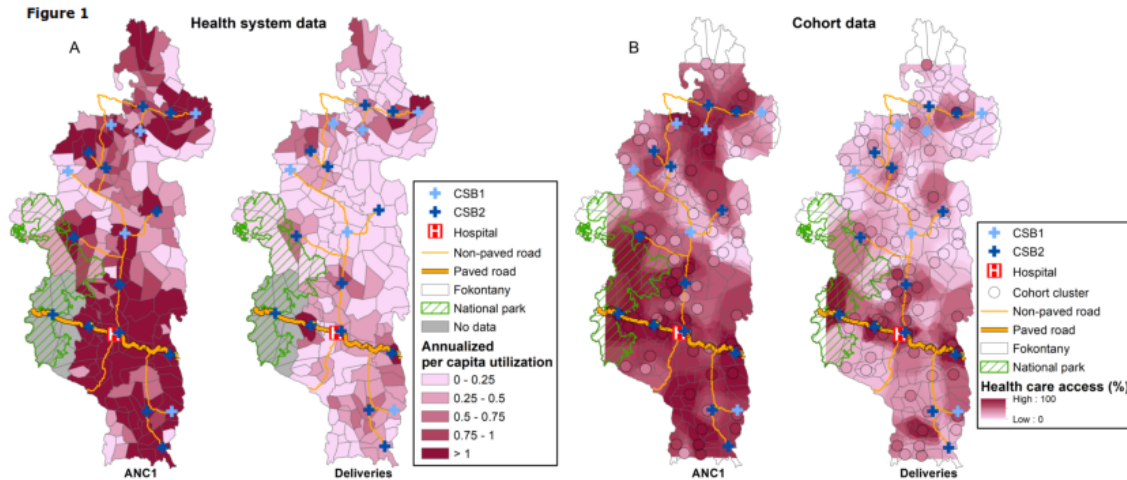 Figure 1
Health system data
Cohort data
A
B
CSB1
CSB2
H Hospital
Non-paved road
Paved road
Fokontany
National park
No data
Annualized
per capita utilization
0 - 0.25
0.25 - 0.5
0.5 - 0.75
0.75 - 1
> 1
CSB1
CSB2
H Hospital
Cohort cluster
Non-paved road
Paved road
Fokontany
National park
Health care access (%)
High : 100
Low : 0
H
H
H
H
ANC1
Deliveries
ANC1
Deliveries